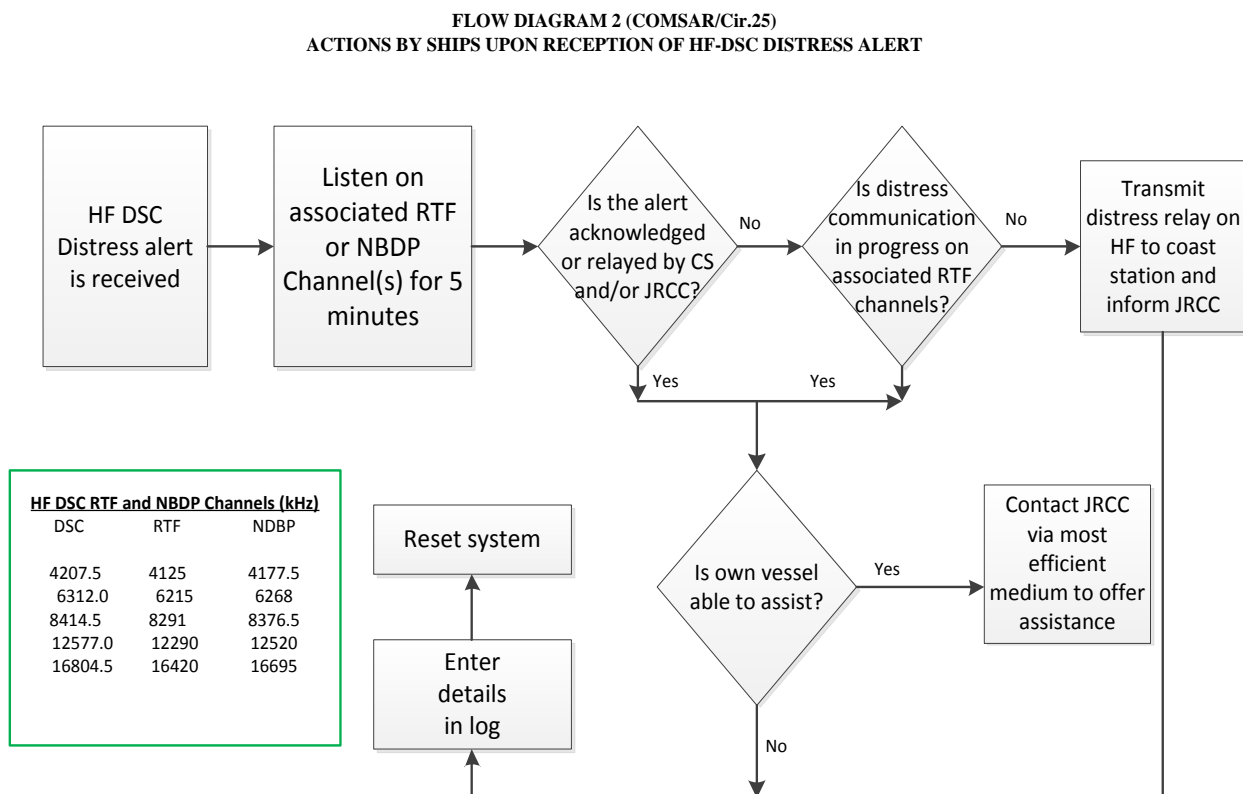 FLOW DIAGRAM 2 (COMSAR/Cir.25)
ACTIONS BY SHIPS UPON RECEPTION OF HF-DSC DISTRESS ALERT
HF DSC
Distress alert
is received
Listen on
associated RTF
or NBDP
Channel(s) for 5
minutes
Is the alert
acknowledged
or relayed by CS
and/or JRCC?
No
Is distress
communication
in progress on
associated RTF
channels?
No
Transmit
distress relay on
HF to coast
station and
inform JRCC
Yes
Yes
HF DSC RTF and NBDP Channels (kHz)
DSC RTF NDBP
4207.5 4125 4177.5
6312.0 6215 6268
8414.5 8291 8376.5
12577.0 12290 12520
16804.5 16420 16695
Reset system
Enter
details
in log
Is own vessel
able to assist?
Yes
Contact JRCC
via most
efficient
medium to offer
assistance
No